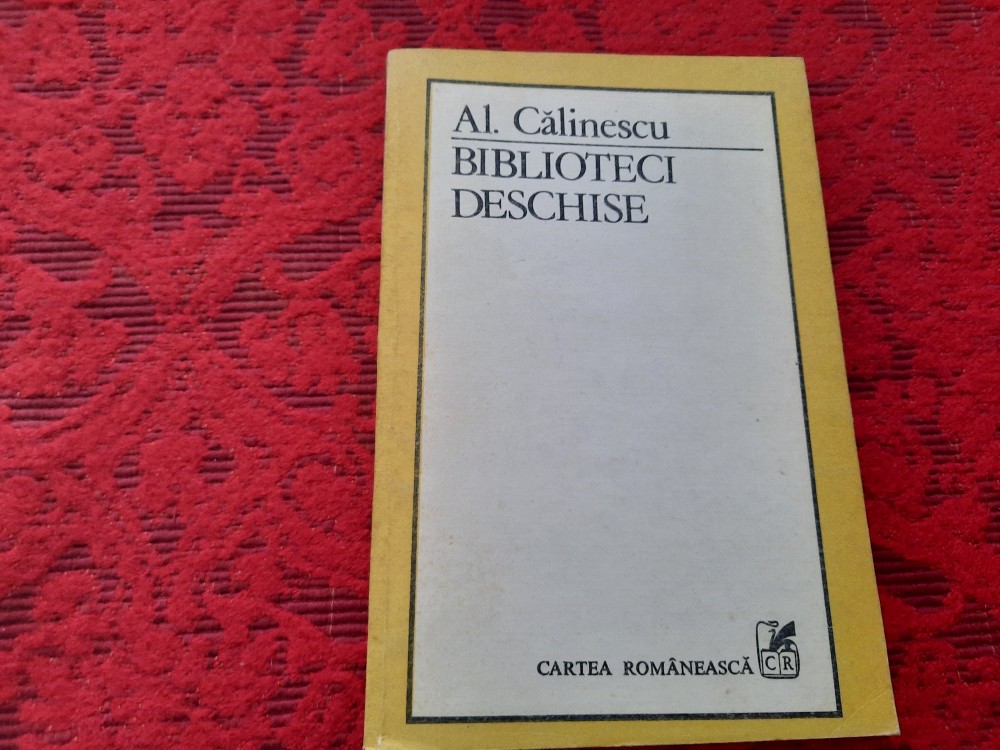 Al. Călinescu
BIBLIOTECI
DESCHISE
CARTEA ROMÂNEASCĂ
CR